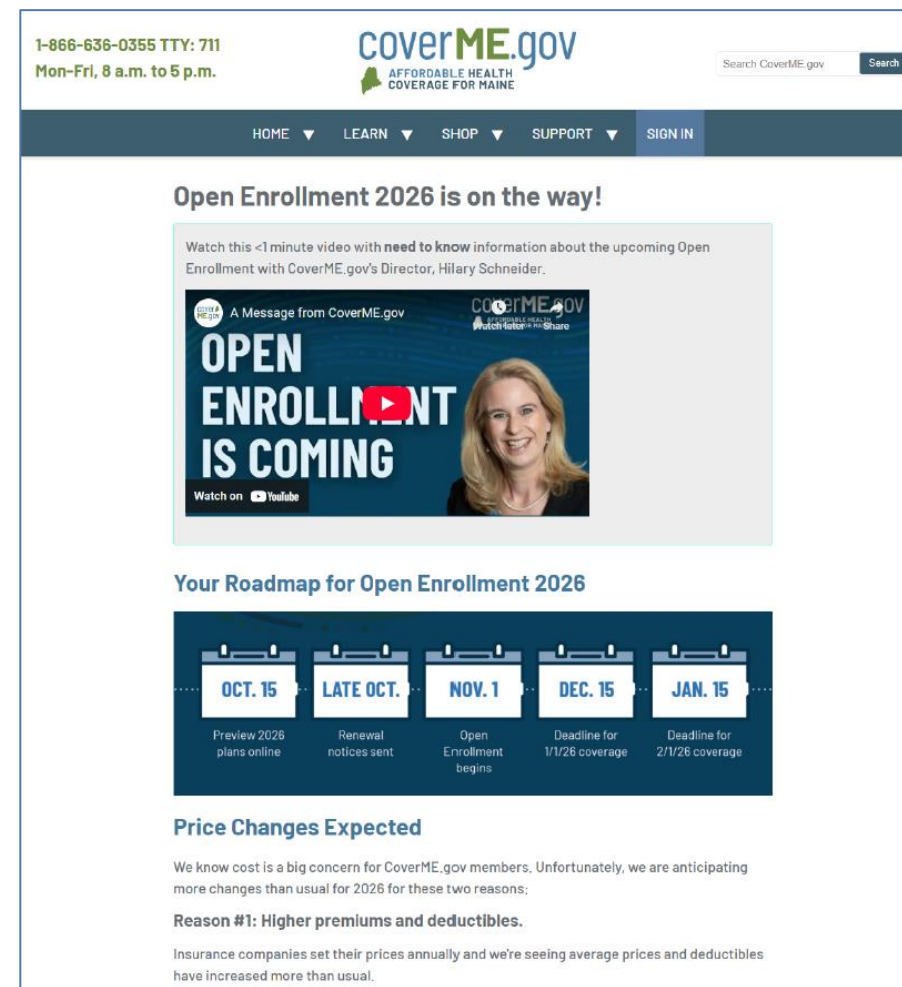 1-866-636-0355 TTY: 711
Mon-Fri, 8 a.m. to 5 p.m.
coverME.gov
AFFORDABLE HEALTH
COVERAGE FOR MAINE
Search CoverME.gov
Search
HOME ▼ LEARN ▼ SHOP ▼ SUPPORT ▼ SIGN IN
Open Enrollment 2026 is on the way!
Watch this <1 minute video with need to know information about the upcoming Open
Enrollment with CoverME.gov's Director, Hilary Schneider.
coverME.gov
A Message from CoverME.gov
coverME.gov
Watch later
Share
OPEN
ENROLLMENT
IS COMING
Watch on YouTube
Your Roadmap for Open Enrollment 2026
OCT. 15
LATE OCT.
NOV. 1
DEC. 15
JAN. 15
Preview 2026
plans online
Renewal
notices sent
Open
Enrollment
begins
Deadline for
1/1/26 coverage
Deadline for
2/1/26 coverage
Price Changes Expected
We know cost is a big concern for CoverME.gov members. Unfortunately, we are anticipating
more changes than usual for 2026 for these two reasons:
Reason #1: Higher premiums and deductibles.
Insurance companies set their prices annually and we're seeing average prices and deductibles
have increased more than usual.